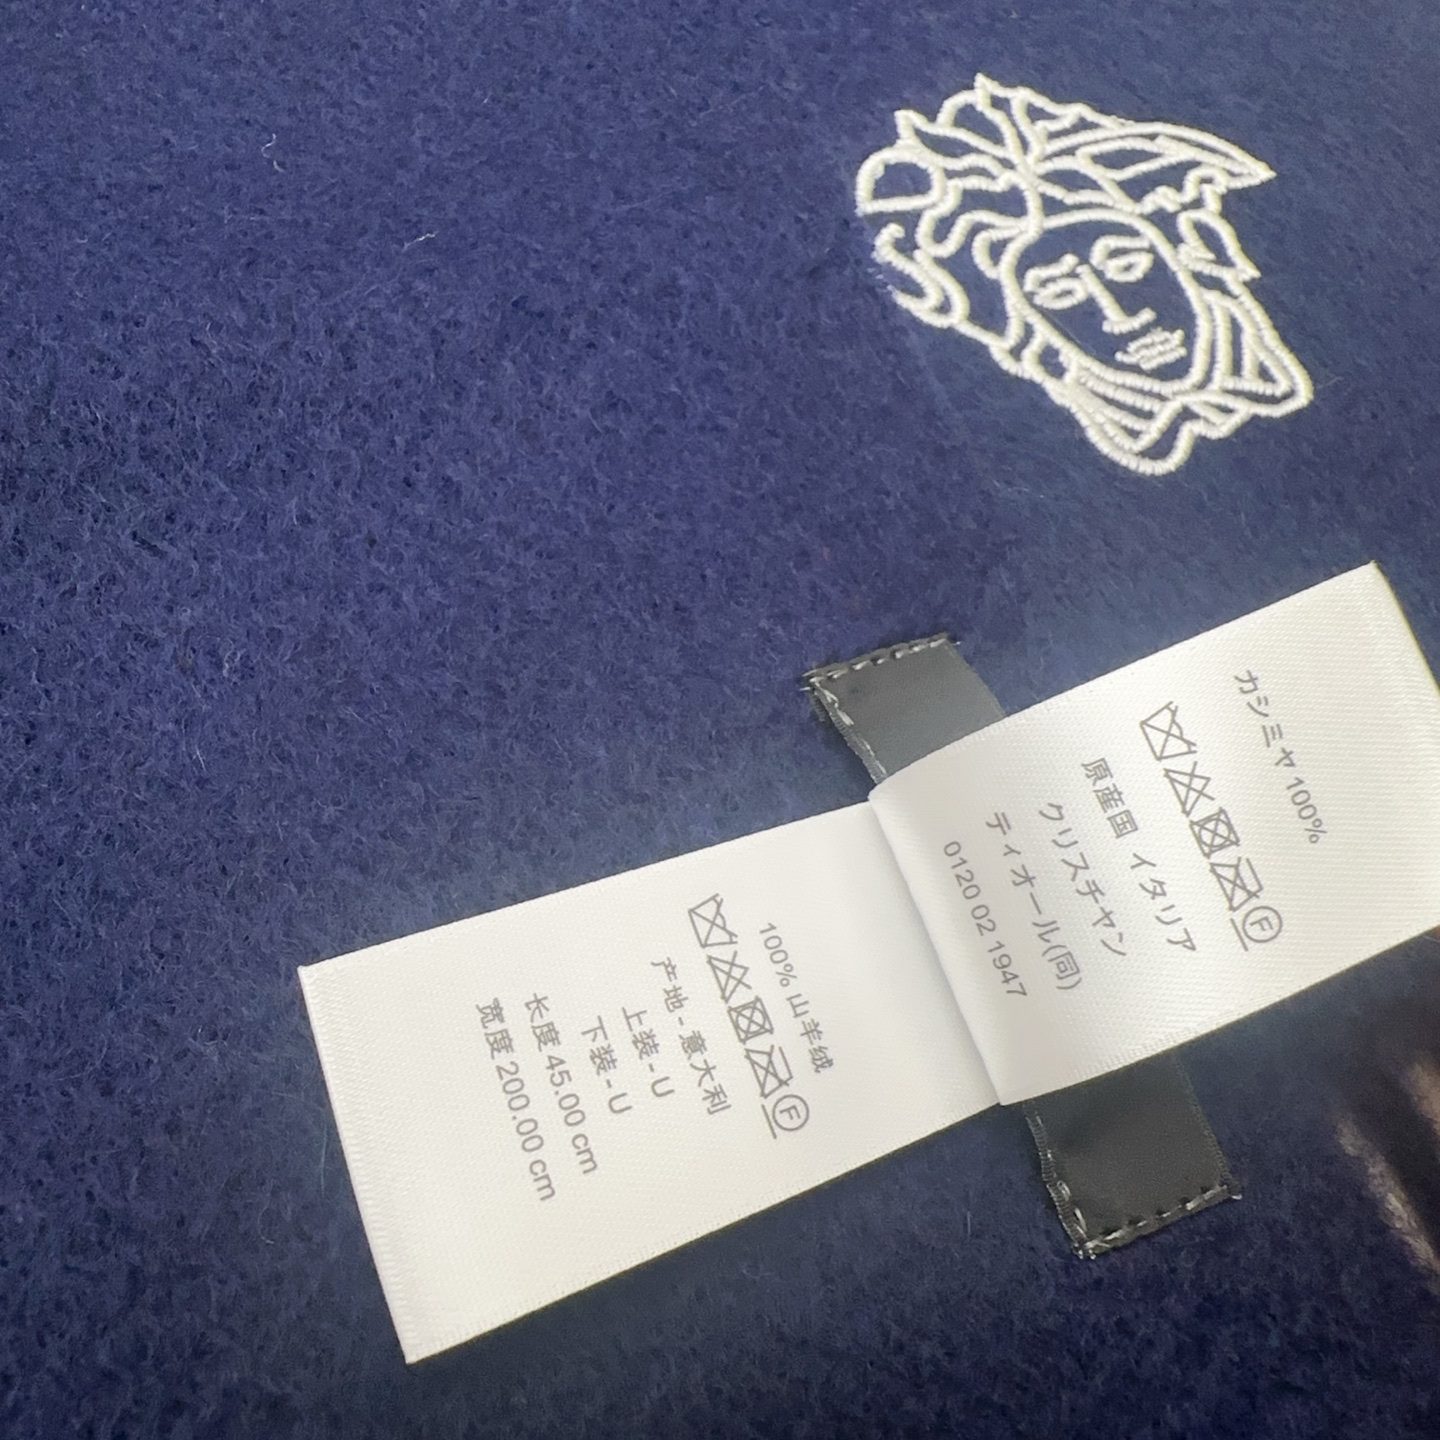 100% 山羊绒
F
产地 - 意大利
上装 - U
下装 - U
长度 45.00 cm
宽度 200.00 cm
カシミヤ 100%
F
原産国 イタリア
クリスチャン
ディオール(同)
0120 02 1947